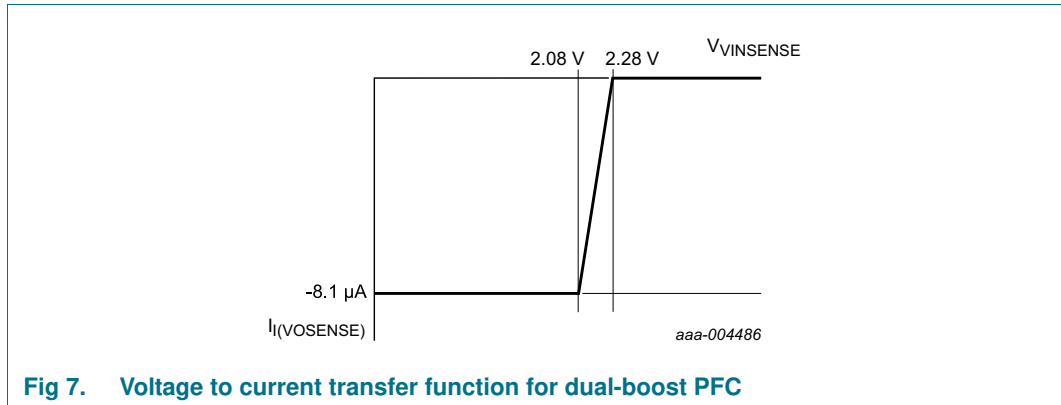 VVINSENSE
2.08 V 2.28 V
-8.1 µA
II(VOSENSE)
aaa-004486
Fig 7. Voltage to current transfer function for dual-boost PFC